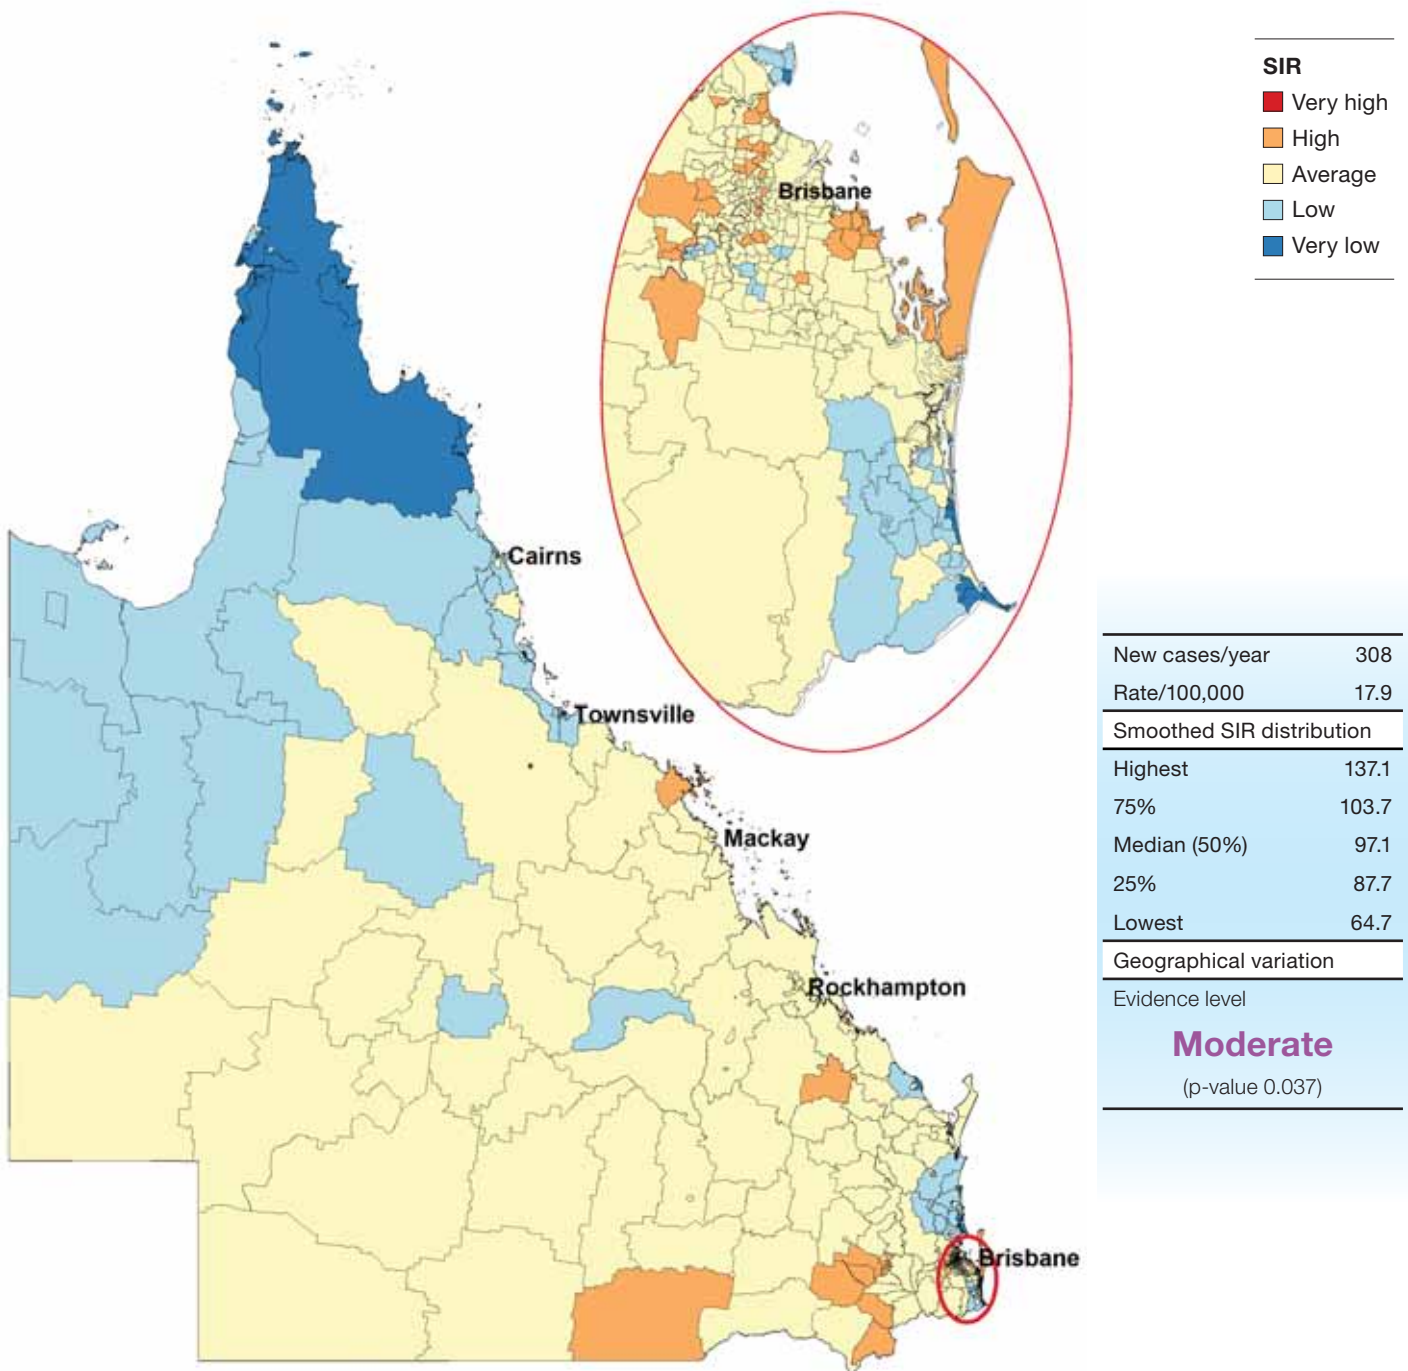 SIR
Very high
High
Average
Low
Very low
Brisbane
Cairns
Townsville
Mackay
Rockhampton
Brisbane
New cases/year 308
Rate/100,000 17.9
Smoothed SIR distribution
Highest 137.1
75% 103.7
Median (50%) 97.1
25% 87.7
Lowest 64.7
Geographical variation
Evidence level
Moderate
(p-value 0.037)